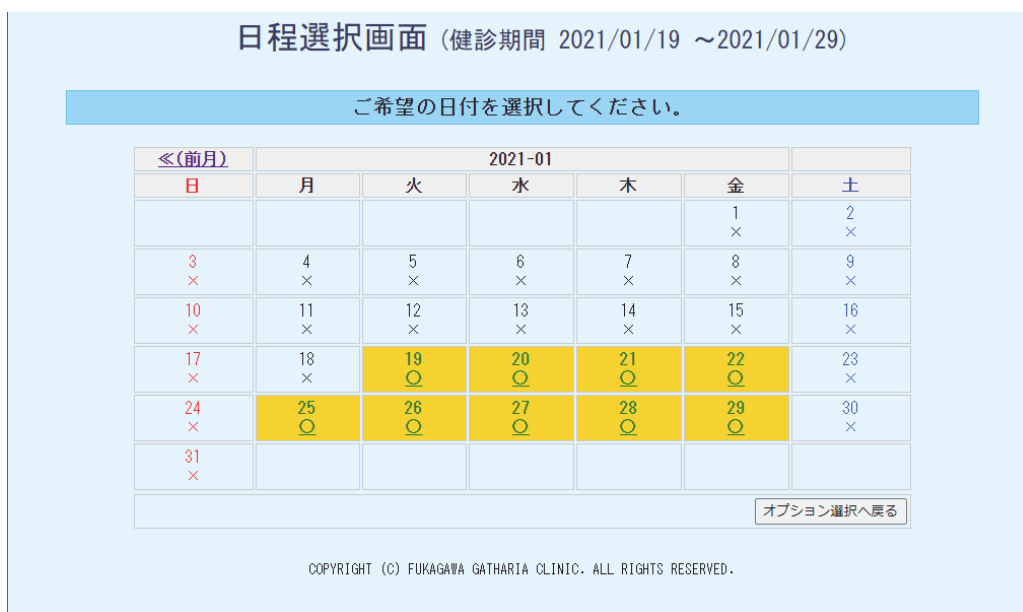 日程選択画面 (健診期間 2021/01/19 ~2021/01/29)
ご希望の日付を選択してください。
≪(前月) 2021-01
日 月 火 水 木 金 土
1 2
× ×
3 4 5 6 7 8 9
× × × × × × ×
10 11 12 13 14 15 16
× × × × × × ×
17 18 19 20 21 22 23
× × ○ ○ ○ ○ ×
24 25 26 27 28 29 30
× ○ ○ ○ ○ ○ ×
31
×
オプション選択へ戻る
COPYRIGHT (C) FUKAGAWA GATHARIA CLINIC. ALL RIGHTS RESERVED.